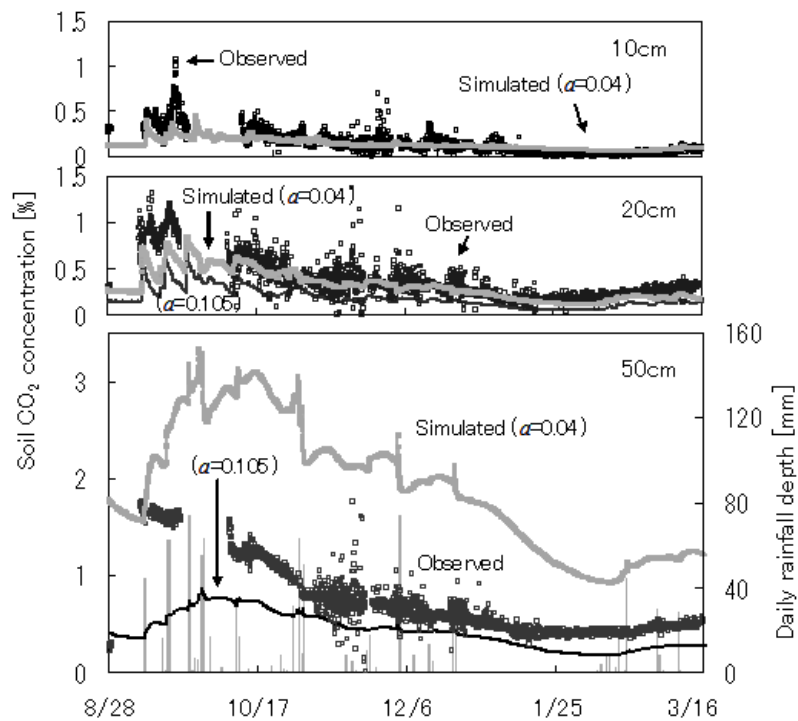 1.5
1
0.5
0
10cm
Observed
Simulated (a=0.04)
1.5
1
0.5
0
20cm
Simulated (a=0.04)
Observed
(a=0.105)
Soil CO2 concentration [%]
3
2
1
0
50cm
Simulated (a=0.04)
(a=0.105)
Observed
160
120
80
40
0
Daily rainfall depth [mm]
8/28
10/17
12/6
1/25
3/16